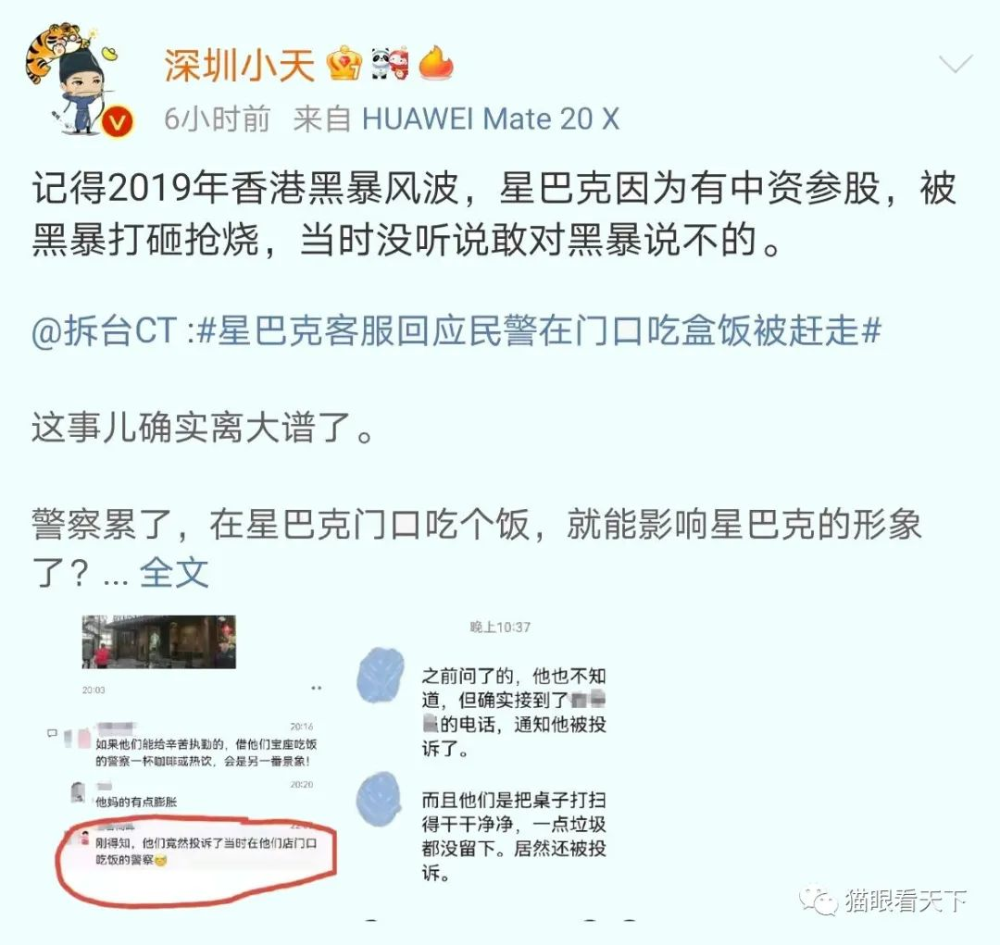 深圳小天
6小时前 来自 HUAWEI Mate 20 X
记得2019年香港黑暴风波，星巴克因为有中资参股，被
黑暴打砸抢烧，当时没听说敢对黑暴说不的。
@拆台CT :#星巴克客服回应民警在门口吃盒饭被赶走#
这事儿确实离大谱了。
警察累了，在星巴克门口吃个饭，就能影响星巴克的形象
了？... 全文
20:03
20:16
如果他们能给辛苦执勤的，借他们宝座吃饭
的警察一杯咖啡或热饮，会是另一番景象！
20:20
他妈的有点膨胀
刚得知，他们竟然投诉了当时在他们店门口
吃饭的警察
晚上10:37
之前问了的，他也不知
道，但确实接到了
的电话，通知他被投
诉了。
而且他们是把桌子打扫
得干干净净，一点垃圾
都没留下。居然还被投
诉。
猫眼看天下